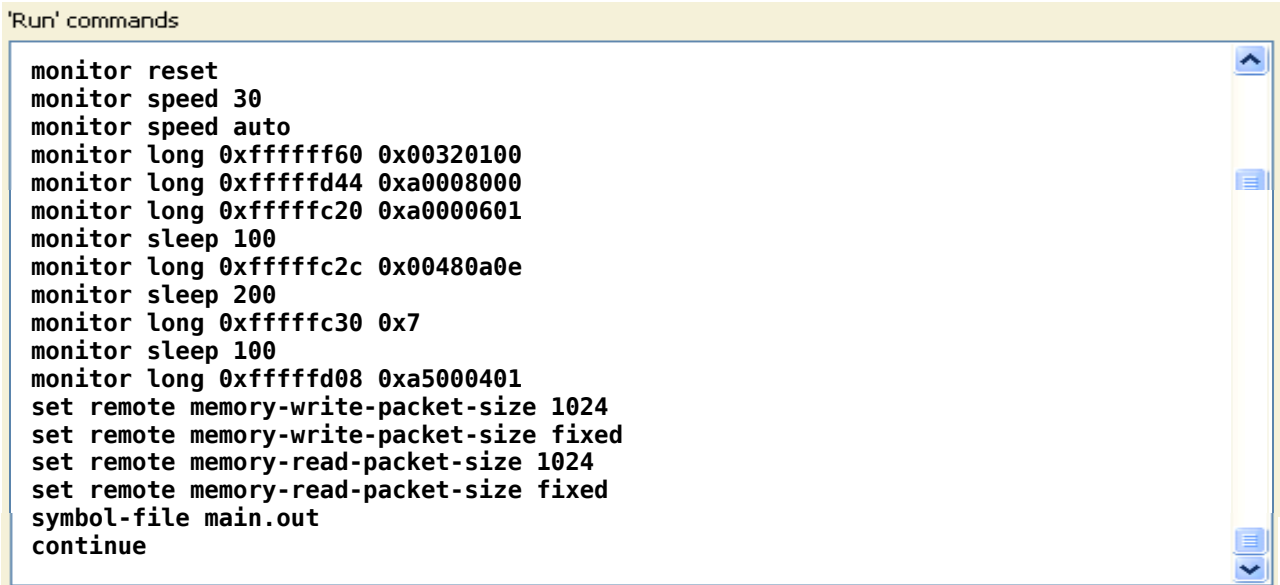 'Run' commands
monitor reset
monitor speed 30
monitor speed auto
monitor long 0xffffff60 0x00320100
monitor long 0xfffffd44 0xa0008000
monitor long 0xfffffc20 0xa0000601
monitor sleep 100
monitor long 0xfffffc2c 0x00480a0e
monitor sleep 200
monitor long 0xfffffc30 0x7
monitor sleep 100
monitor long 0xfffffd08 0xa5000401
set remote memory-write-packet-size 1024
set remote memory-write-packet-size fixed
set remote memory-read-packet-size 1024
set remote memory-read-packet-size fixed
symbol-file main.out
continue